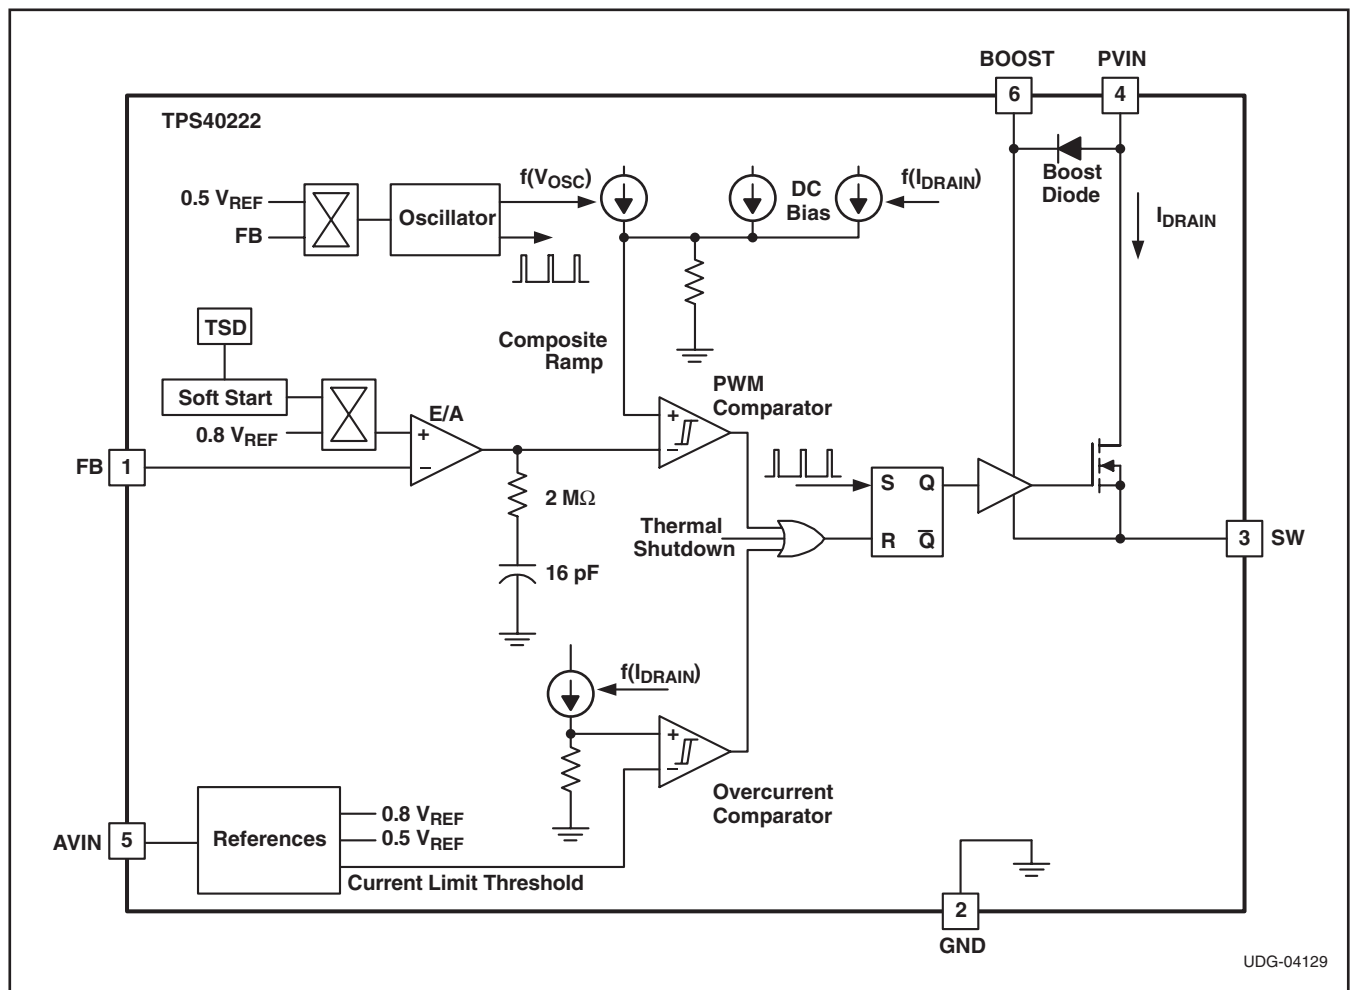 BOOST PVIN
6 4
TPS40222
Boost
Diode
IDRAIN
f(VOSC)
DC
Bias
f(IDRAIN)
0.5 VREF
FB
Oscillator
TSD
Soft Start
0.8 VREF
Composite
Ramp
E/A
+
−
PWM
Comparator
+
−
FB 1
2 MΩ
16 pF
Thermal
Shutdown
S Q
R Q̅
3 SW
f(IDRAIN)
+
−
Overcurrent
Comparator
AVIN 5
References
0.8 VREF
0.5 VREF
Current Limit Threshold
2
GND
UDG-04129